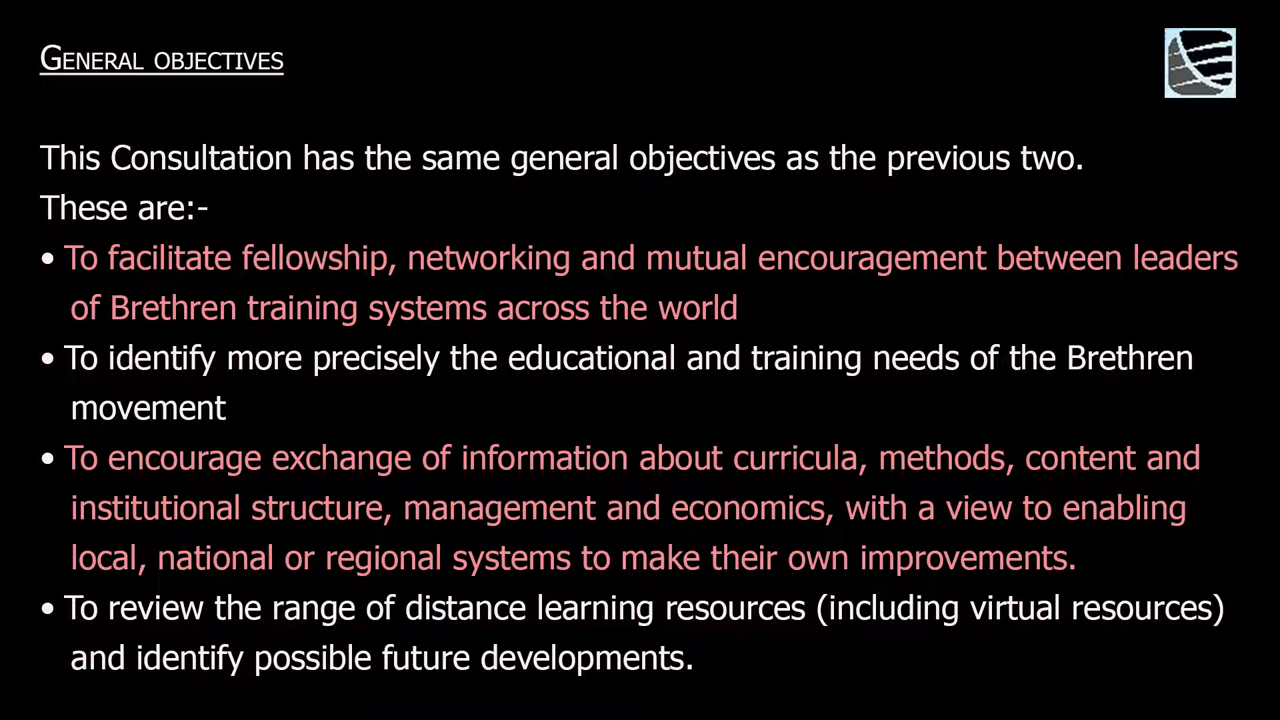 GENERAL OBJECTIVES
This Consultation has the same general objectives as the previous two.
These are:-
• To facilitate fellowship, networking and mutual encouragement between leaders
of Brethren training systems across the world
• To identify more precisely the educational and training needs of the Brethren
movement
• To encourage exchange of information about curricula, methods, content and
institutional structure, management and economics, with a view to enabling
local, national or regional systems to make their own improvements.
• To review the range of distance learning resources (including virtual resources)
and identify possible future developments.